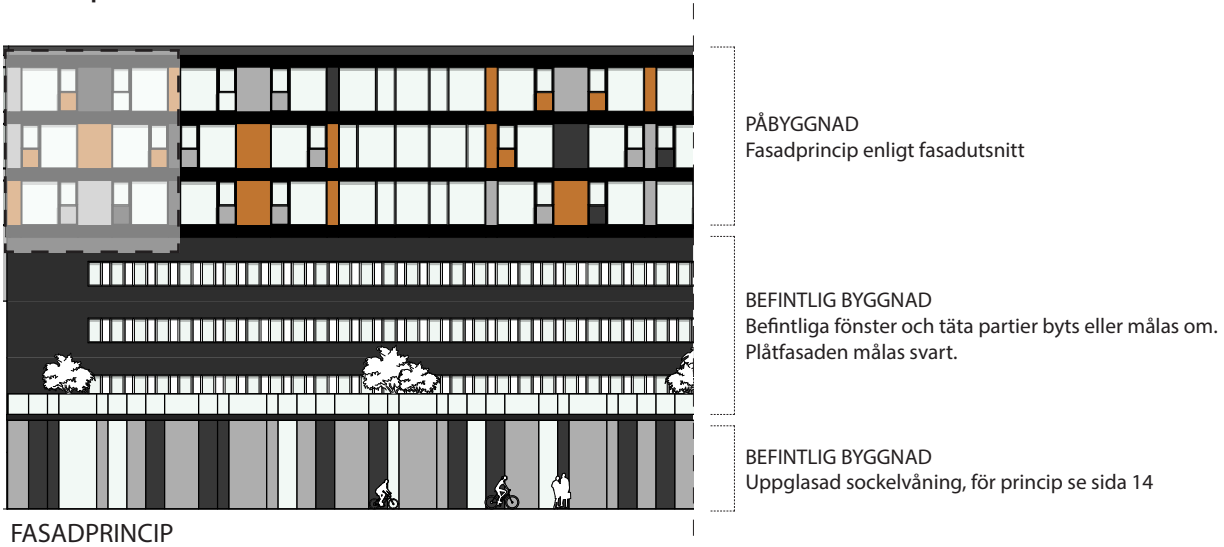 PÅBYGGNAD
Fasadprincip enligt fasadutsnitt
BEFINTLIG BYGGNAD
Befintliga fönster och täta partier byts eller målas om.
Plåtfasaden målas svart.
BEFINTLIG BYGGNAD
Uppglasad sockelvåning, för princip se sida 14
FASADPRINCIP